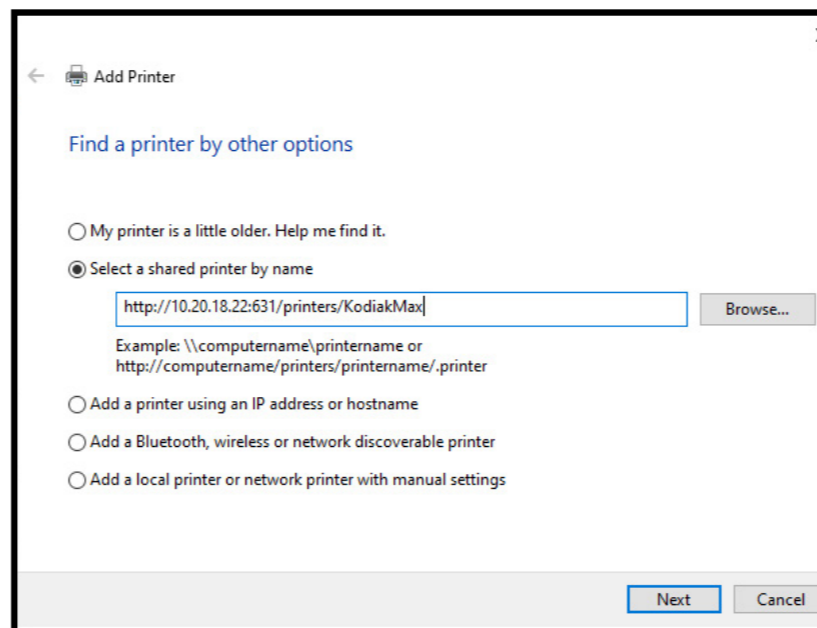 Add Printer
Find a printer by other options
My printer is a little older. Help me find it.
Select a shared printer by name
http://10.20.18.22:631/printers/KodiakMax
Browse...
Example: \\computername\printername or
http://computername/printers/printername/.printer
Add a printer using an IP address or hostname
Add a Bluetooth, wireless or network discoverable printer
Add a local printer or network printer with manual settings
Next
Cancel